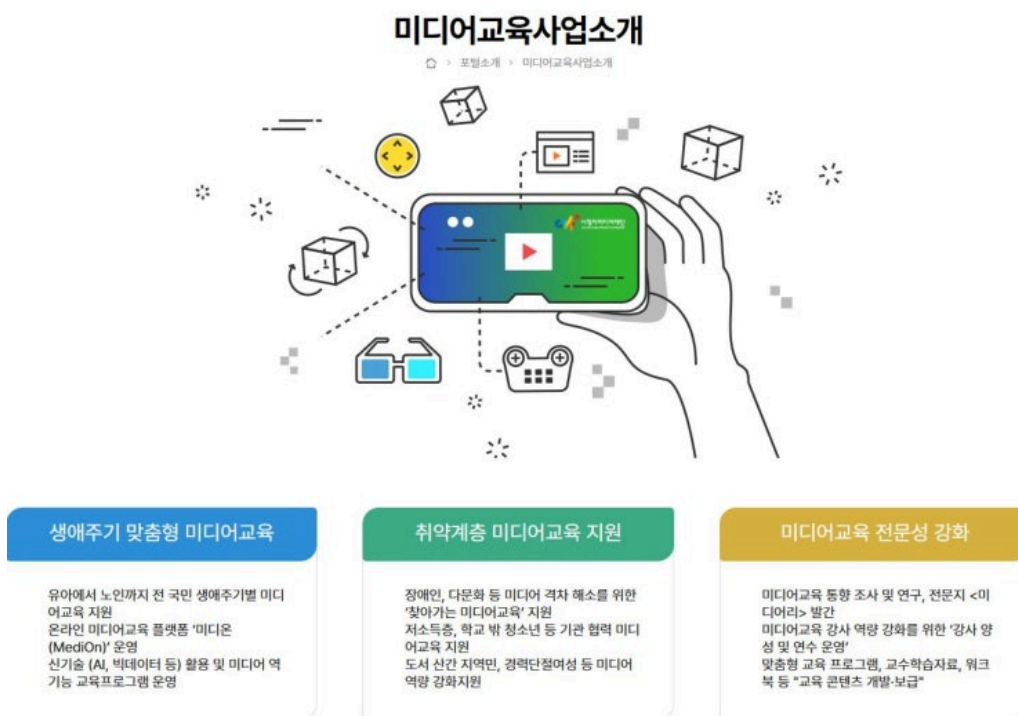 미디어교육사업소개
포털소개 > 미디어교육사업소개
시청자미디어재단
생애주기 맞춤형 미디어교육
유아에서 노인까지 전 국민 생애주기별 미디
어교육 지원
온라인 미디어교육 플랫폼 '미디온
(MediOn)' 운영
신기술 (AI, 빅데이터 등) 활용 및 미디어 역
기능 교육프로그램 운영
취약계층 미디어교육 지원
장애인, 다문화 등 미디어 격차 해소를 위한
'찾아가는 미디어교육' 지원
저소득층, 학교 밖 청소년 등 기관 협력 미디
어교육 지원
도서 산간 지역민, 경력단절여성 등 미디어
역량 강화지원
미디어교육 전문성 강화
미디어교육 통향 조사 및 연구, 전문지 <미
디어리> 발간
미디어교육 강사 역량 강화를 위한 '강사 양
성 및 연수 운영'
맞춤형 교육 프로그램, 교수학습자료, 워크
북 등 "교육 콘텐츠 개발·보급"